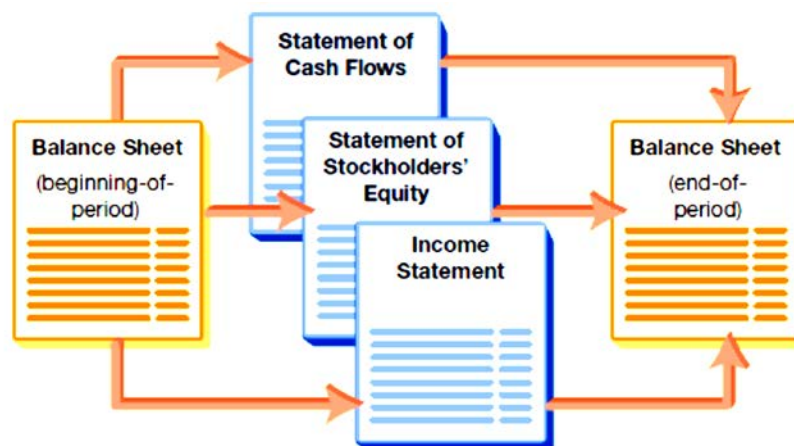 Statement of
Cash Flows
Balance Sheet
(beginning-of-
period)
Statement of
Stockholders'
Equity
Income
Statement
Balance Sheet
(end-of-
period)